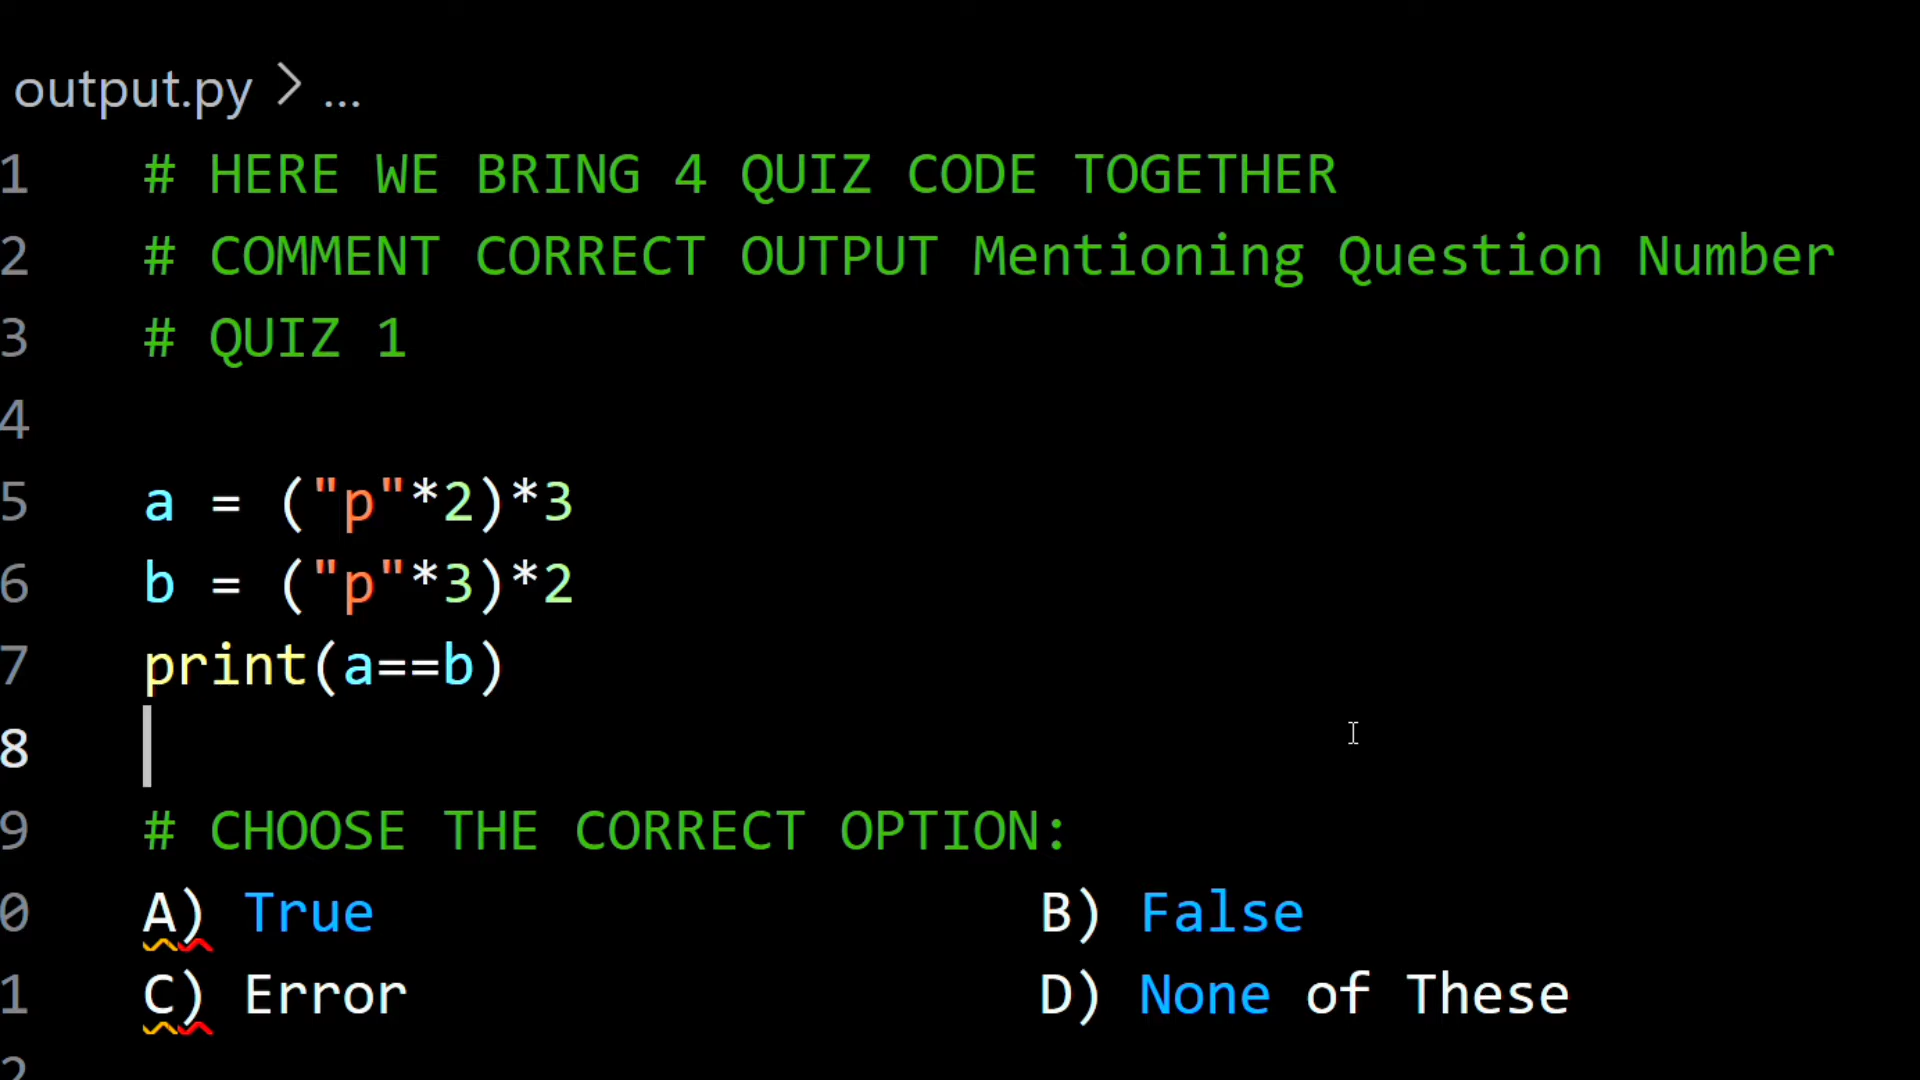 output.py > ...
1 # HERE WE BRING 4 QUIZ CODE TOGETHER
2 # COMMENT CORRECT OUTPUT Mentioning Question Number
3 # QUIZ 1
4
5 a = ("p"*2)*3
6 b = ("p"*3)*2
7 print(a==b)
8
9 # CHOOSE THE CORRECT OPTION:
0 A) True B) False
1 C) Error D) None of These
2